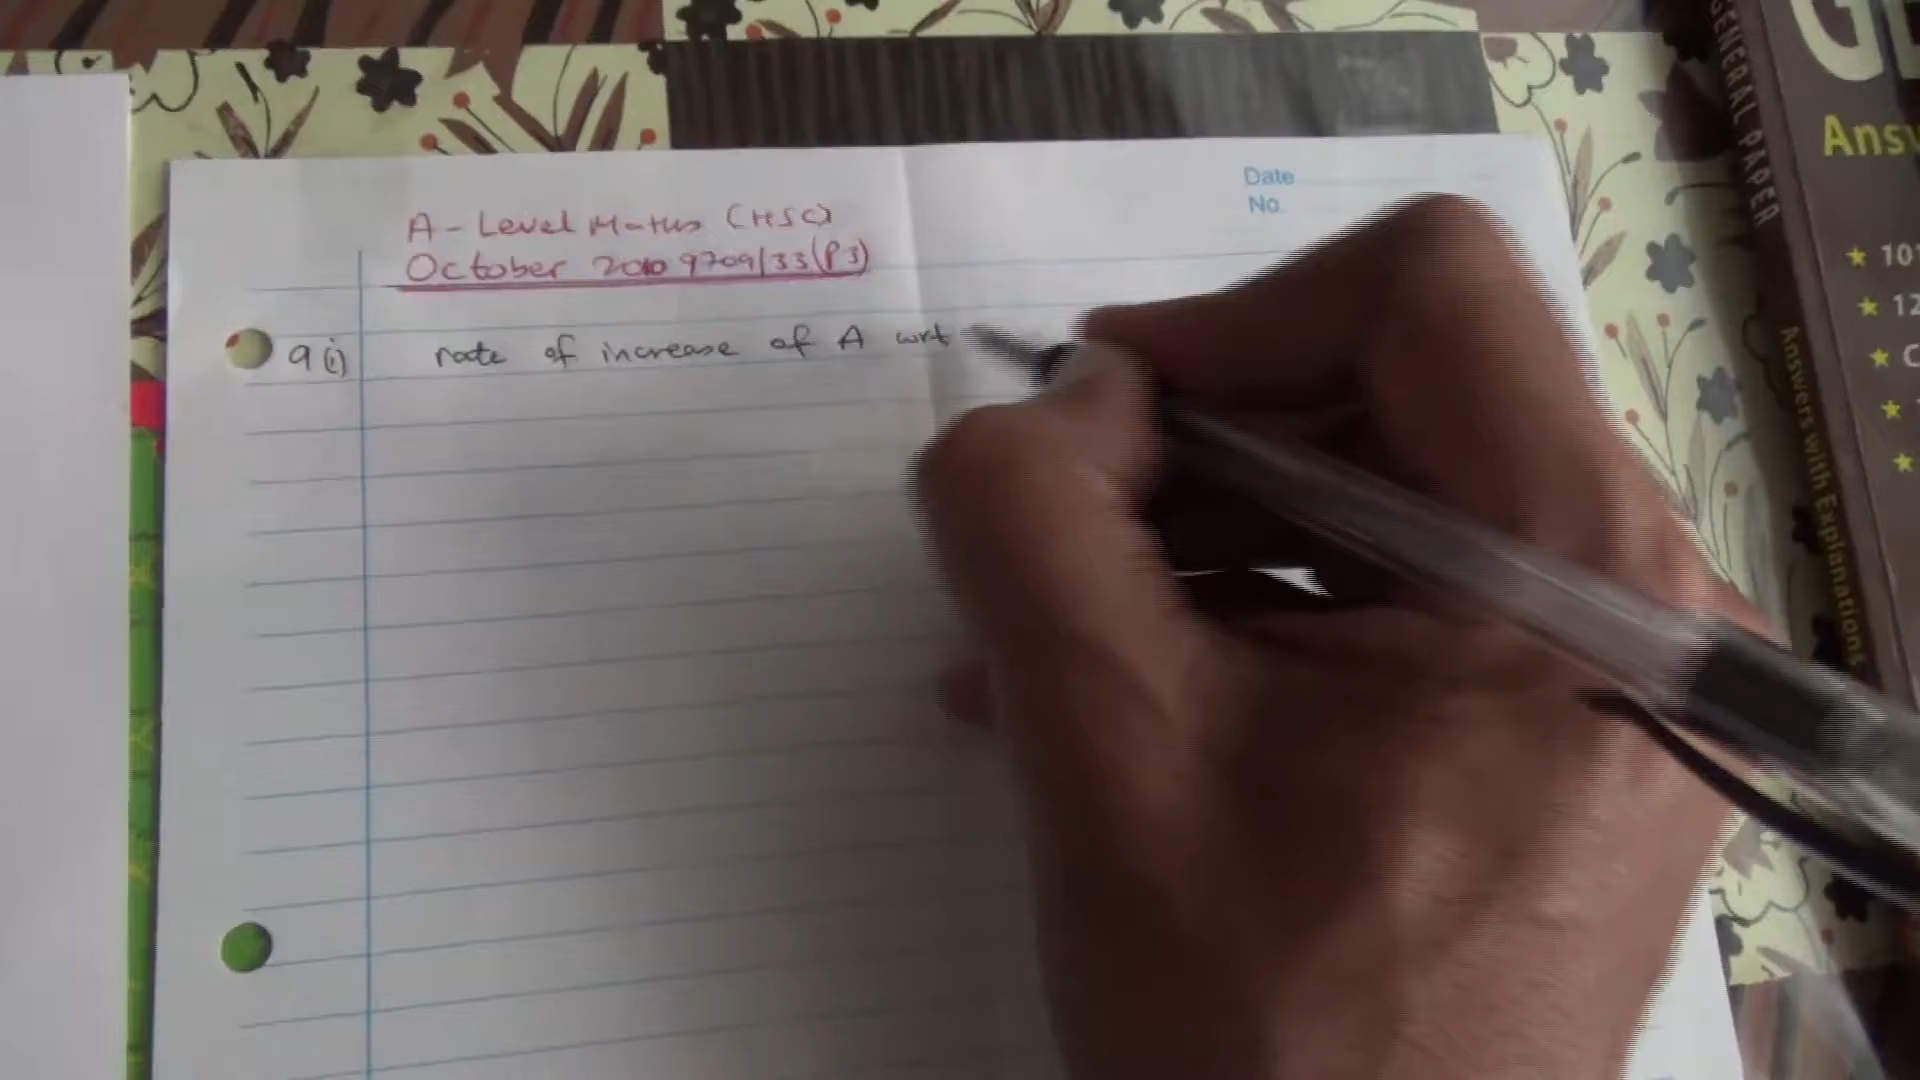 A-Level Maths (HSC)
October 2010 9709/33 (P3)
Date
No.
9(i) rate of increase of A wrt
GENERAL PAPER
GE
Answers with Explanations